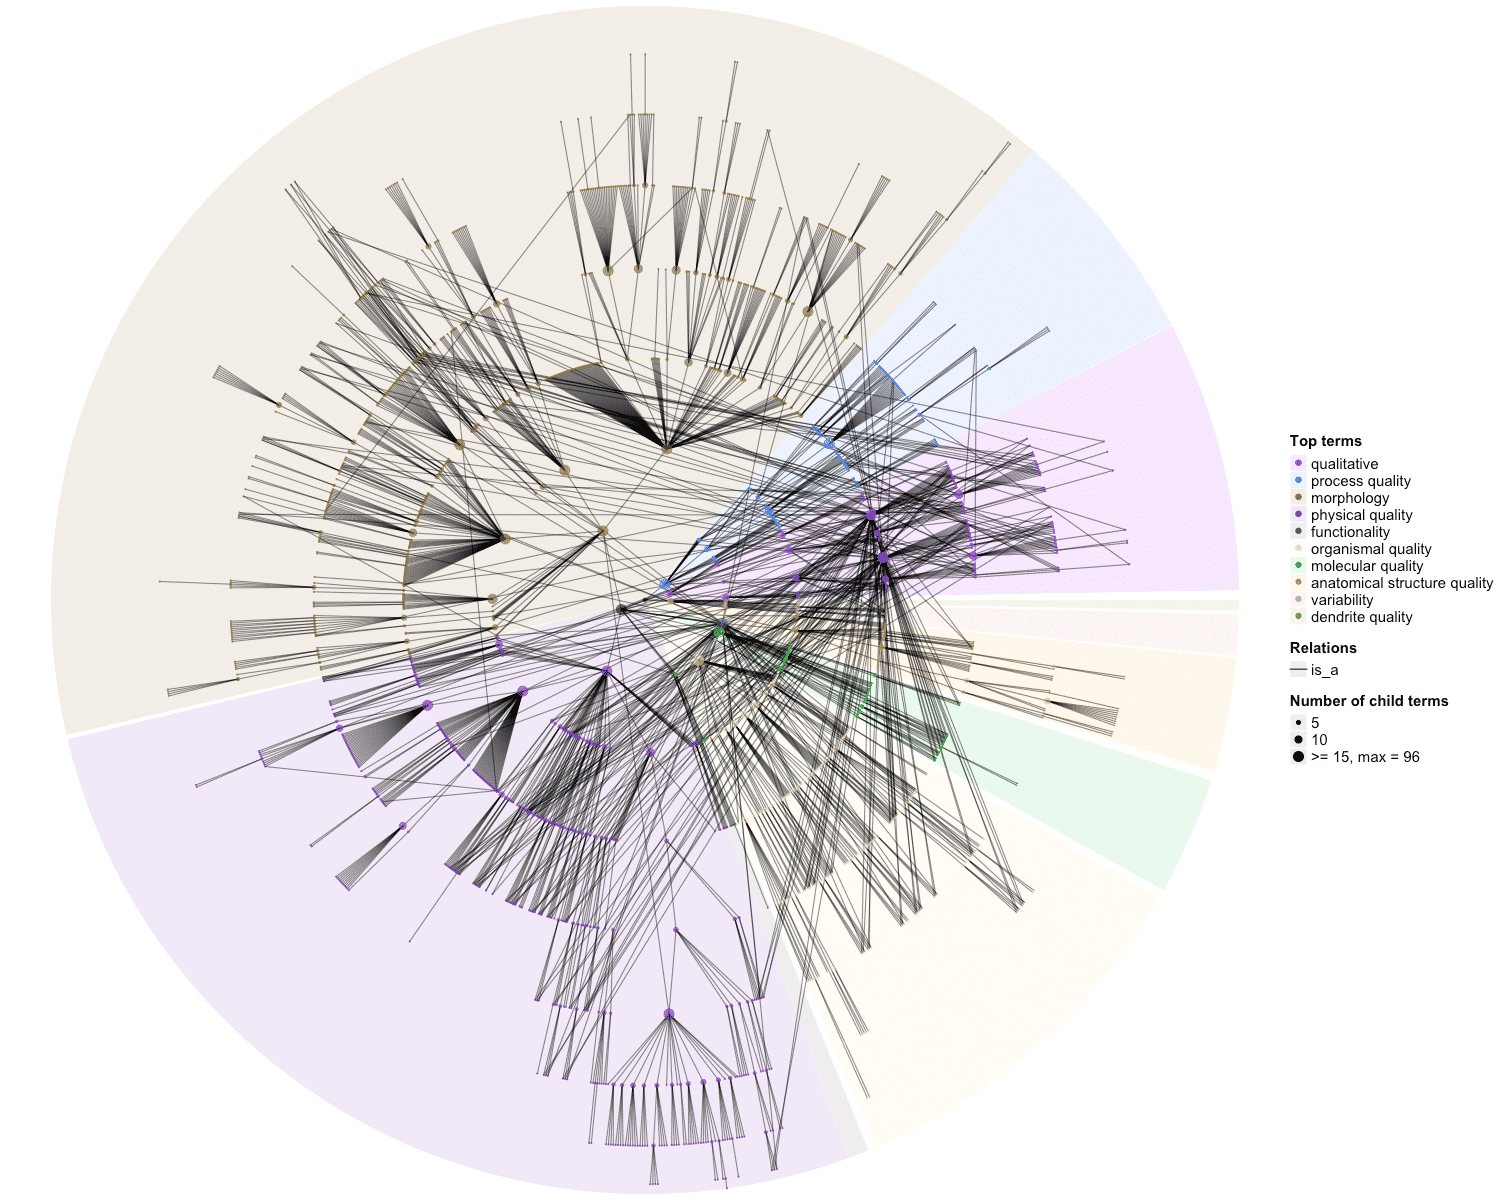 Top terms
qualitative
process quality
morphology
physical quality
functionality
organismal quality
molecular quality
anatomical structure quality
variability
dendrite quality
Relations
is_a
Number of child terms
5
10
>= 15, max = 96